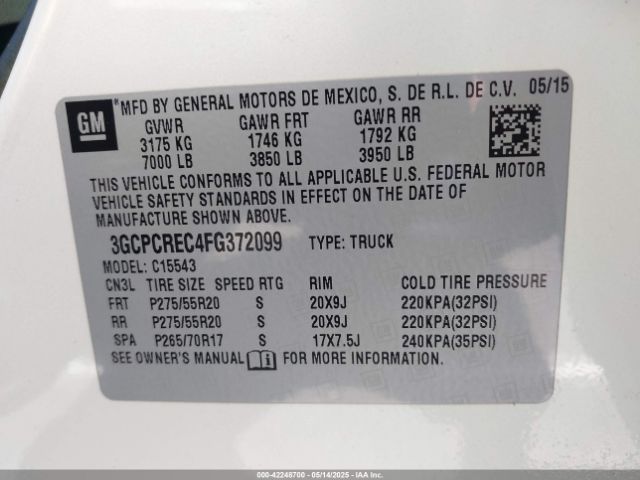 GM
*MFD BY GENERAL MOTORS DE MEXICO, S. DE R.L. DE C.V. 05/15
GVWR GAWR FRT GAWR RR
3175 KG 1746 KG 1792 KG
7000 LB 3850 LB 3950 LB
THIS VEHICLE CONFORMS TO ALL APPLICABLE U.S. FEDERAL MOTOR
VEHICLE SAFETY STANDARDS IN EFFECT ON THE DATE OF
MANUFACTURE SHOWN ABOVE.
3GCPCREC4FG372099 TYPE: TRUCK
MODEL: C15543
CN3L TIRE SIZE SPEED RTG RIM COLD TIRE PRESSURE
FRT P275/55R20 S 20X9J 220KPA(32PSI)
RR P275/55R20 S 20X9J 220KPA(32PSI)
SPA P265/70R17 S 17X7.5J 240KPA(35PSI)
SEE OWNER'S MANUAL FOR MORE INFORMATION.
000-42248700 - 05/14/2025 - IAAI.COM